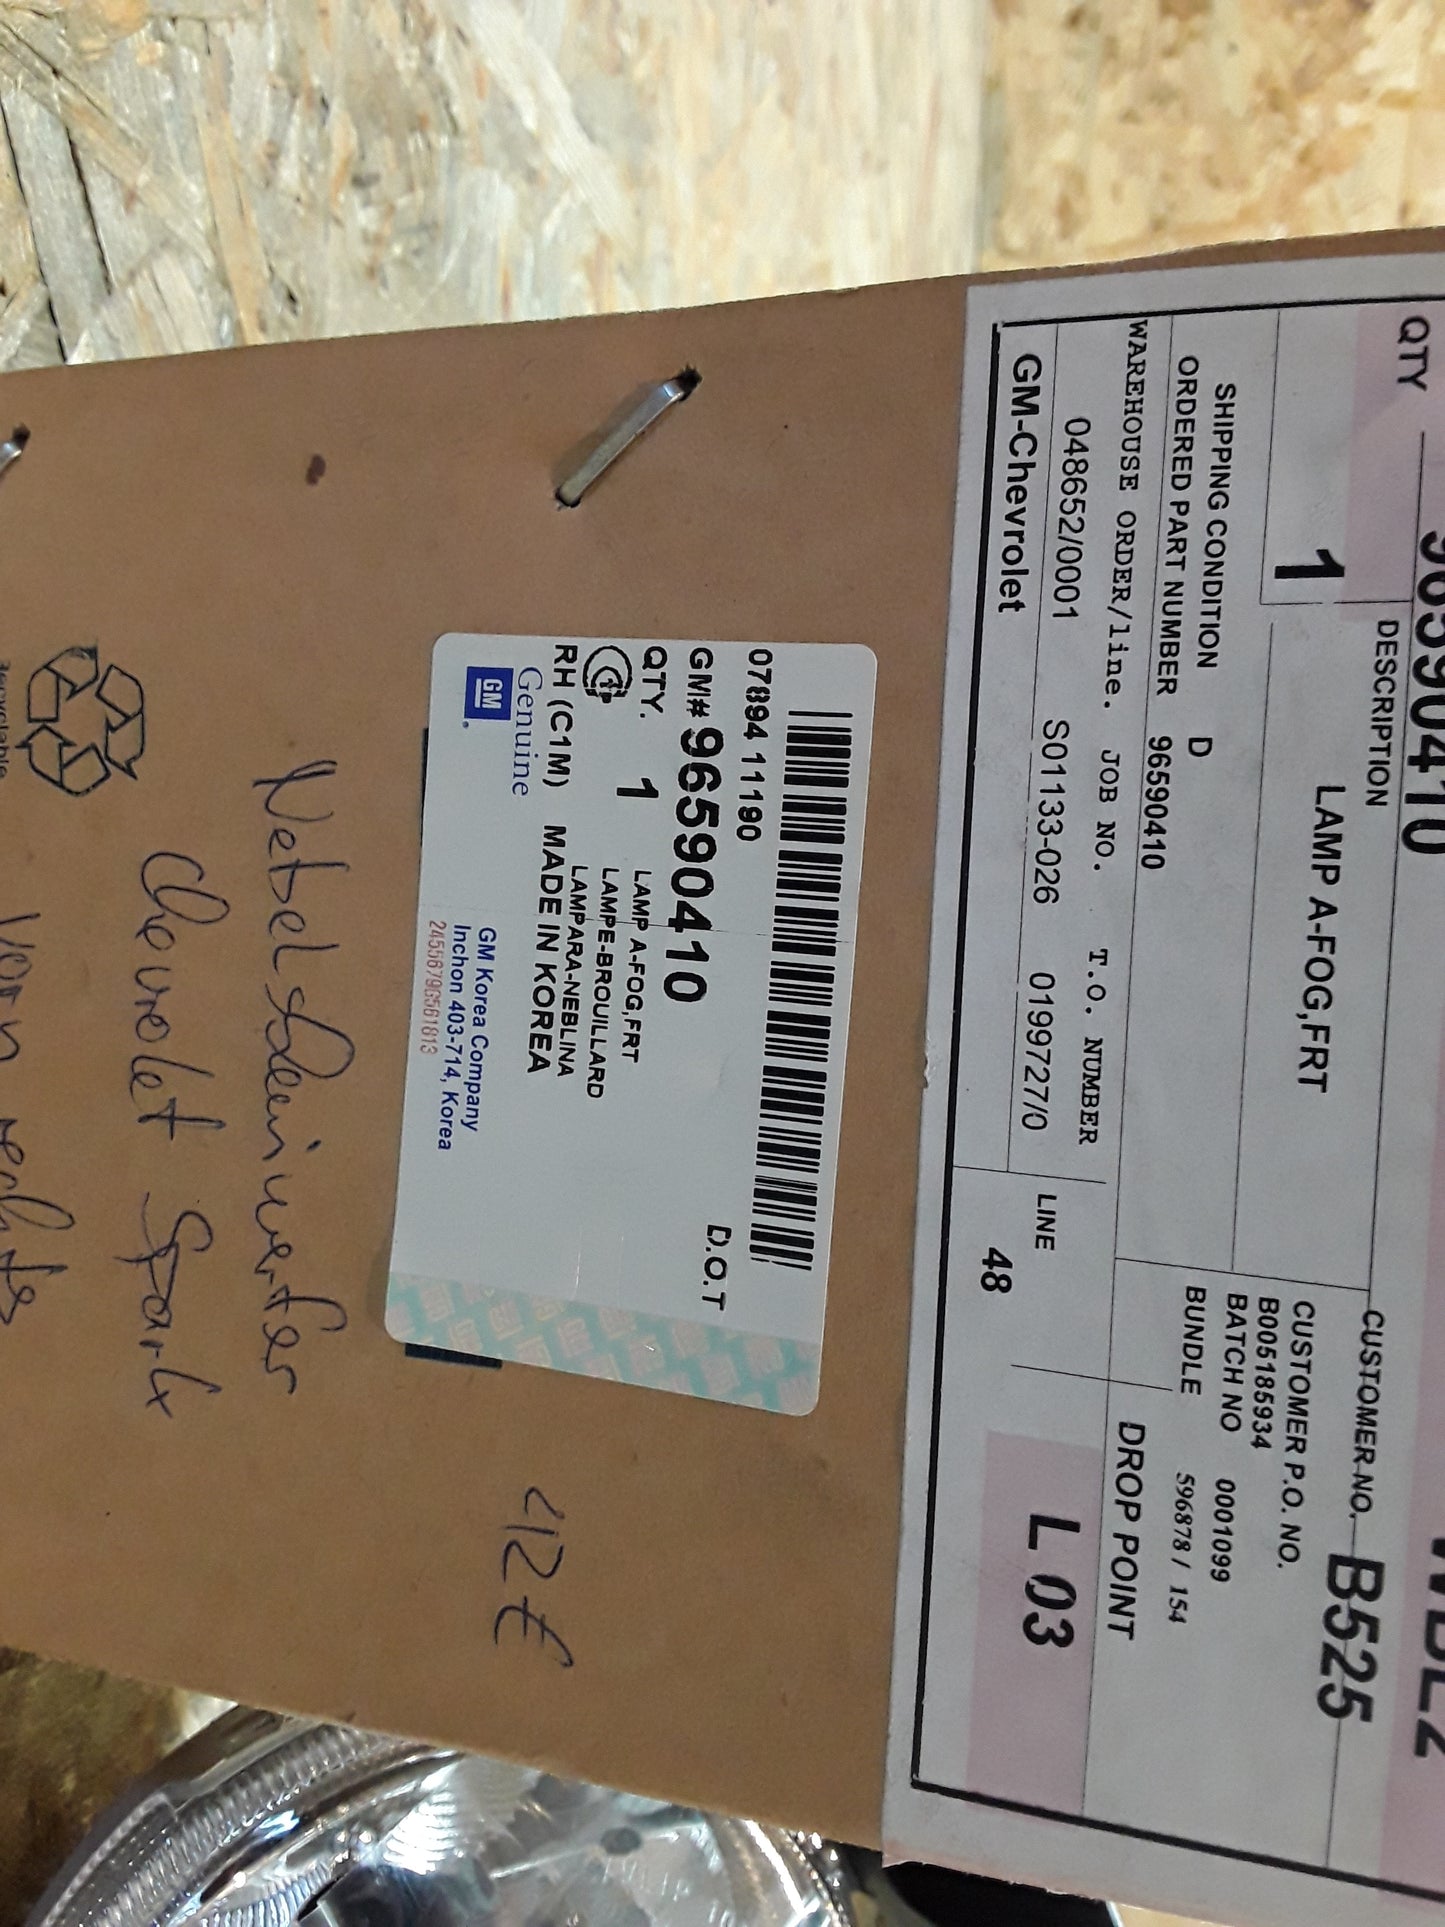 96590410
QTY
1
DESCRIPTION
LAMP A-FOG,FRT
CUSTOMER NO.
B525
SHIPPING CONDITION D
ORDERED PART NUMBER 96590410
CUSTOMER P.O. NO.
B005185934
BATCH NO 0001099
BUNDLE 596878 / 154
WAREHOUSE ORDER/line. JOB NO. T.O. NUMBER
048652/0001 S01133-026 0199727/0
LINE
48
DROP POINT
L 03
GM-Chevrolet
07894 11190
GM# 96590410
D.O.T
QTY. 1
LAMP A-FOG,FRT
LAMPE-BROUILLARD
LAMPARA-NEBLINA
RH (C1M) MADE IN KOREA
Genuine
GM
GM Korea Company
Inchon 403-714, Korea
12€
Nebelscheinwerfer
Chevrolet Spark
Vorn rechts